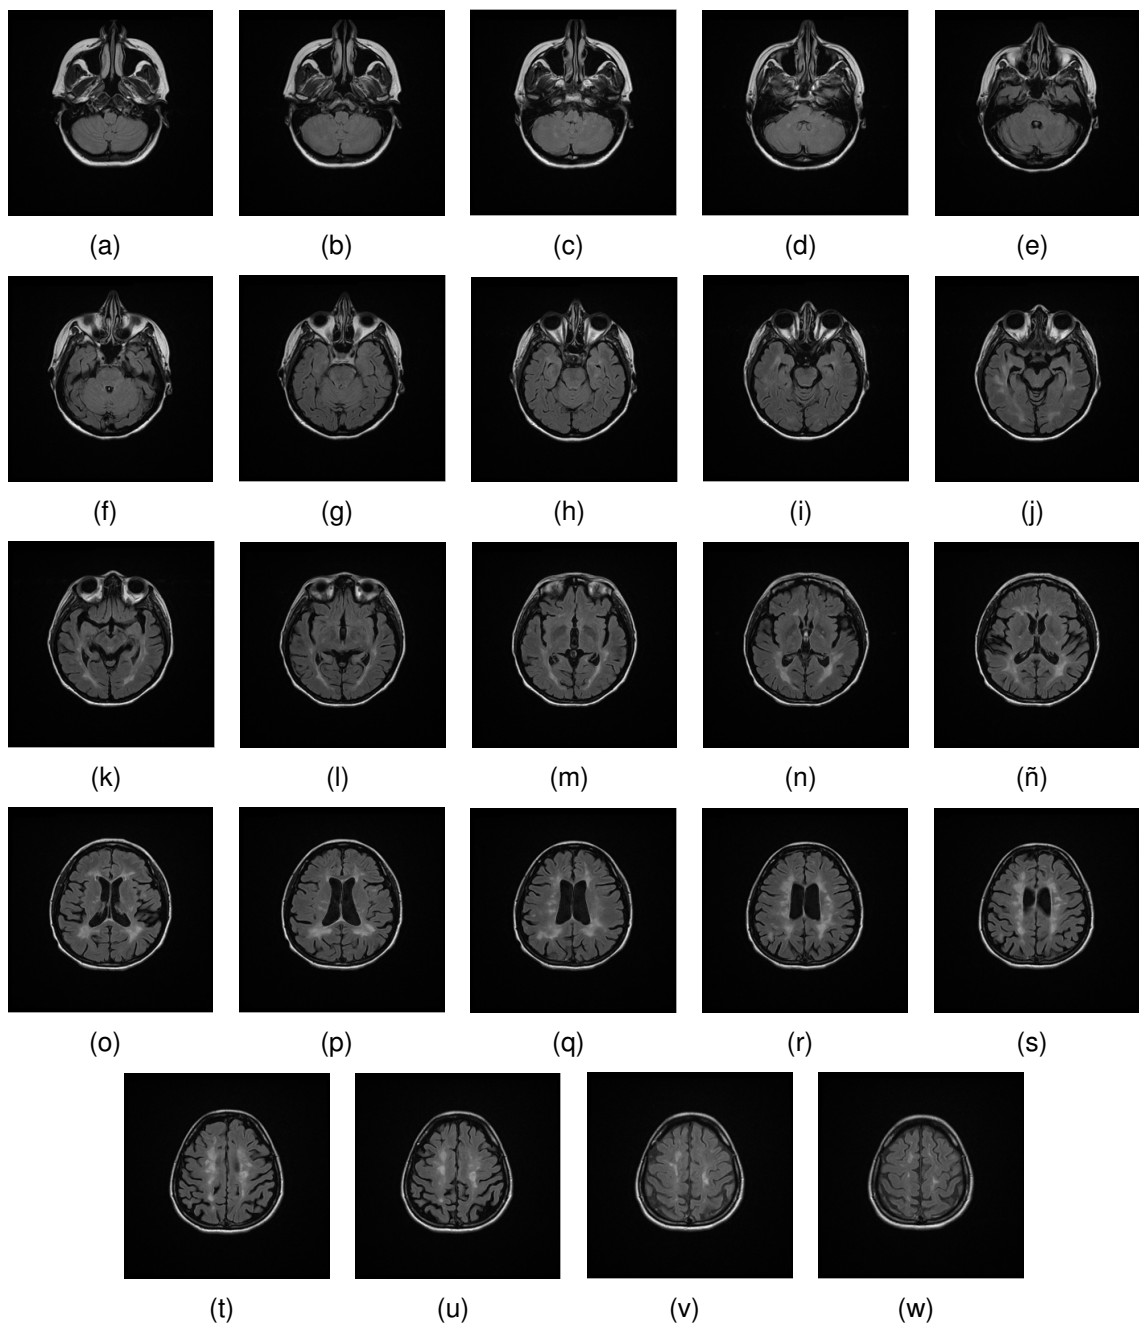 (a) (b) (c) (d) (e)
(f) (g) (h) (i) (j)
(k) (l) (m) (n) (ñ)
(o) (p) (q) (r) (s)
(t) (u) (v) (w)